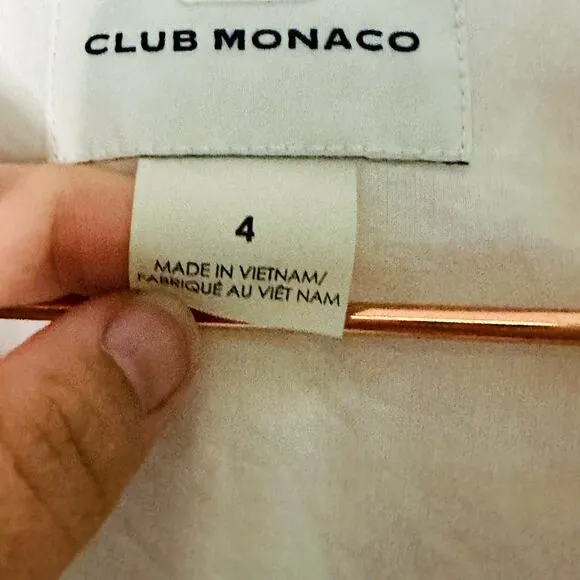 CLUB MONACO
4
MADE IN VIETNAM/
FABRIQUÉ AU VIÊT NAM